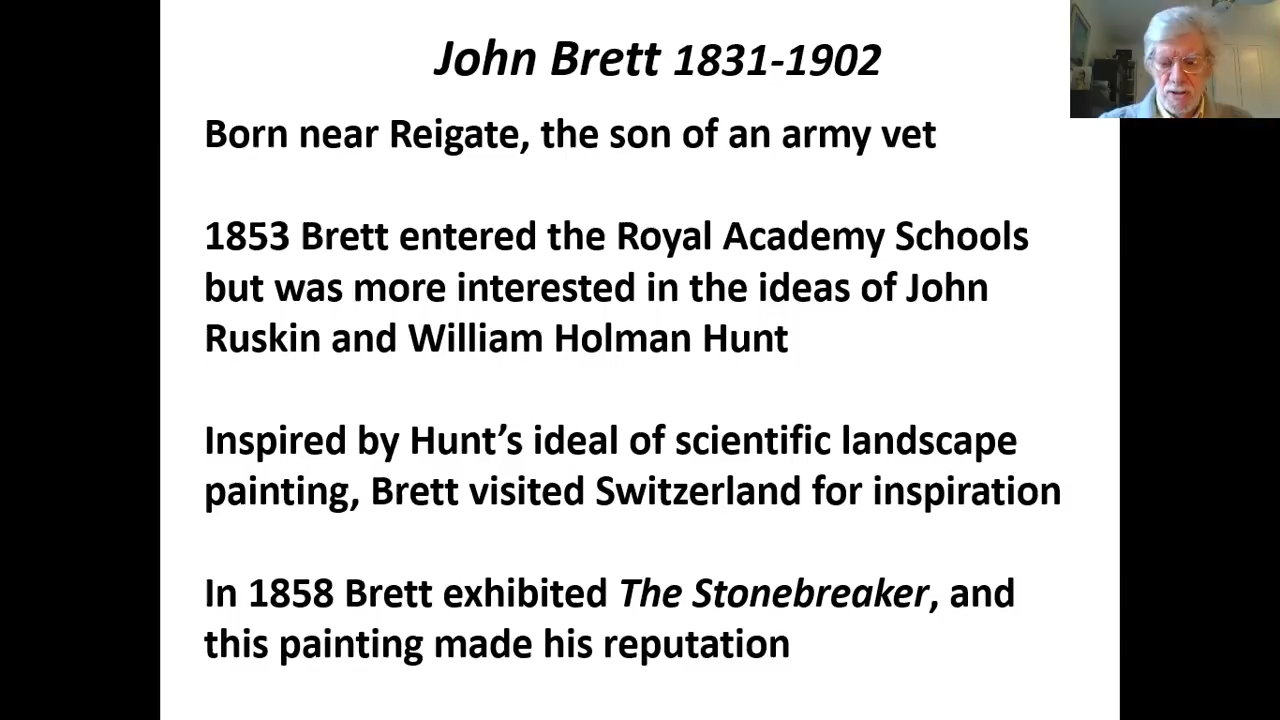 John Brett 1831-1902
Born near Reigate, the son of an army vet
1853 Brett entered the Royal Academy Schools
but was more interested in the ideas of John
Ruskin and William Holman Hunt
Inspired by Hunt’s ideal of scientific landscape
painting, Brett visited Switzerland for inspiration
In 1858 Brett exhibited The Stonebreaker, and
this painting made his reputation